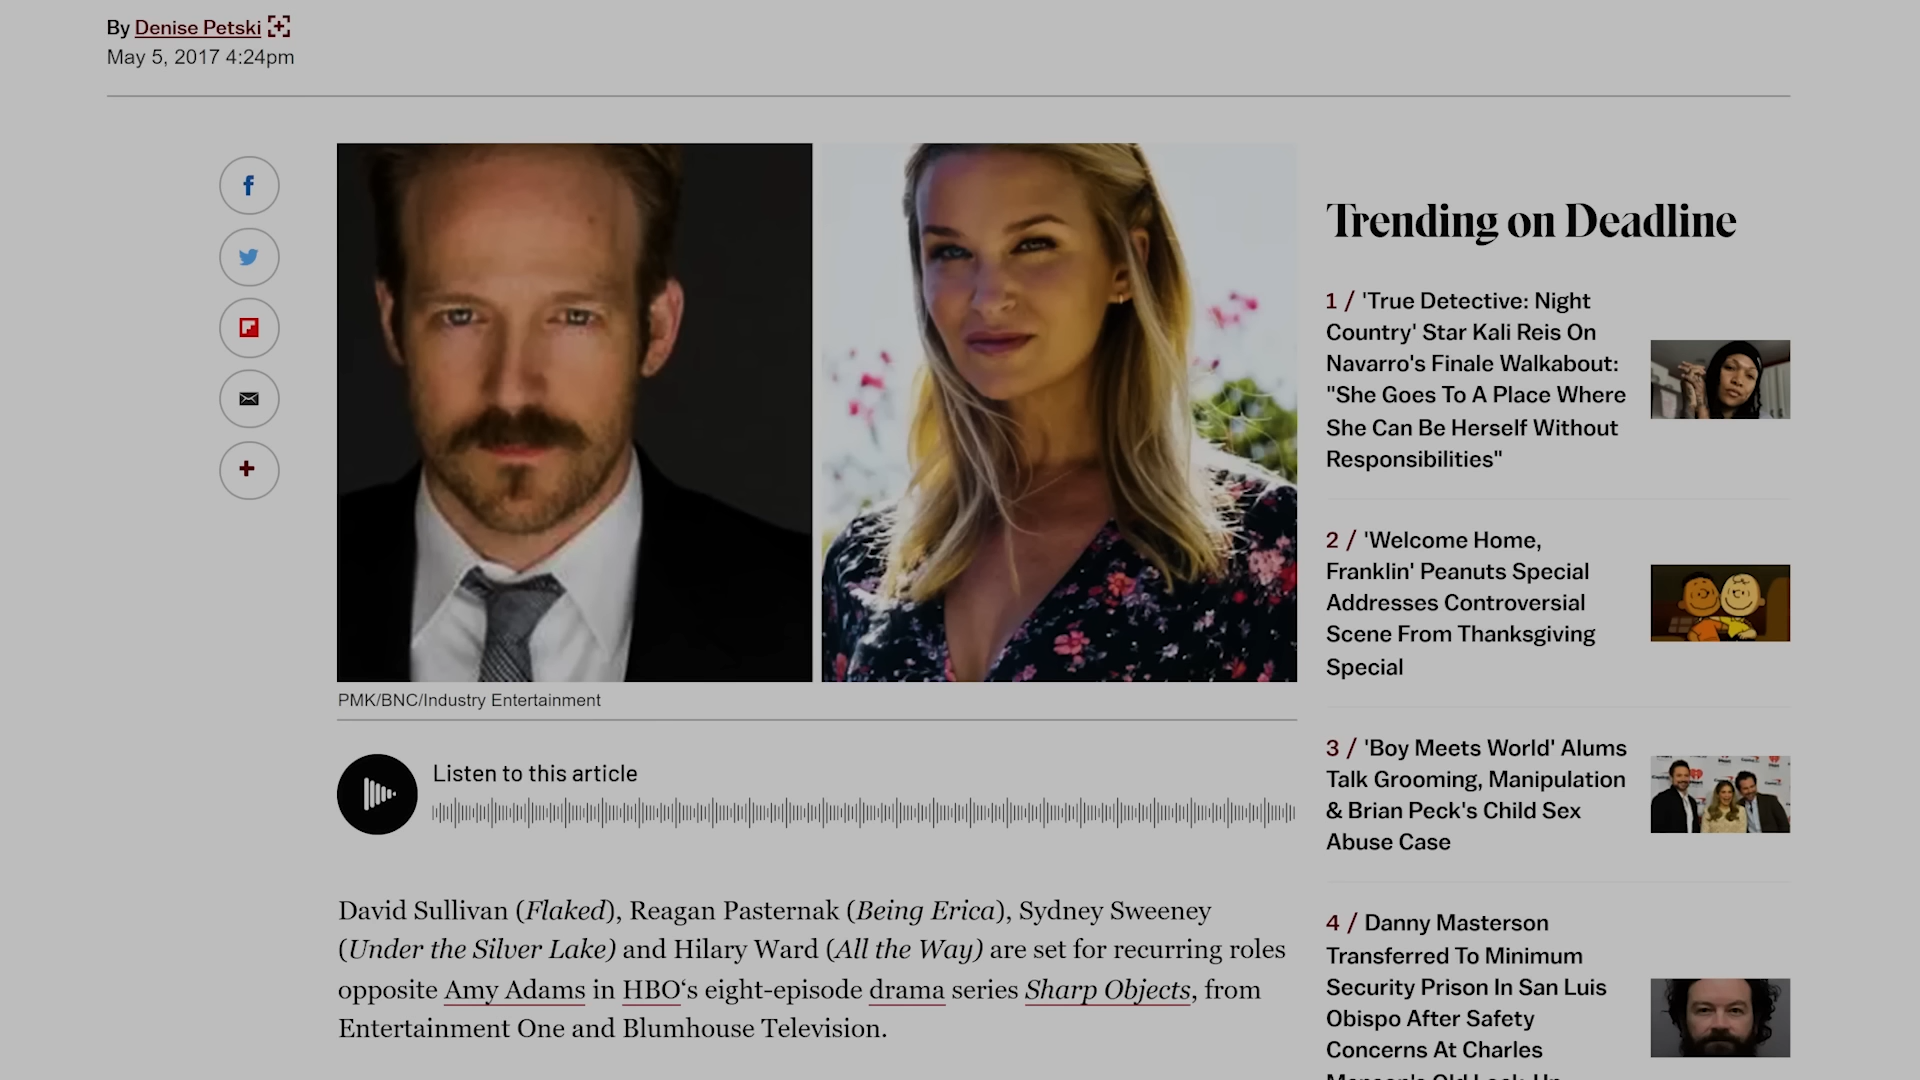 By Denise Petski
May 5, 2017 4:24pm
PMK/BNC/Industry Entertainment
Listen to this article
David Sullivan (Flaked), Reagan Pasternak (Being Erica), Sydney Sweeney
(Under the Silver Lake) and Hilary Ward (All the Way) are set for recurring roles
opposite Amy Adams in HBO‘s eight-episode drama series Sharp Objects, from
Entertainment One and Blumhouse Television.
Trending on Deadline
1 / 'True Detective: Night
Country' Star Kali Reis On
Navarro's Finale Walkabout:
"She Goes To A Place Where
She Can Be Herself Without
Responsibilities"
2 / 'Welcome Home,
Franklin' Peanuts Special
Addresses Controversial
Scene From Thanksgiving
Special
3 / 'Boy Meets World' Alums
Talk Grooming, Manipulation
& Brian Peck's Child Sex
Abuse Case
4 / Danny Masterson
Transferred To Minimum
Security Prison In San Luis
Obispo After Safety
Concerns At Charles